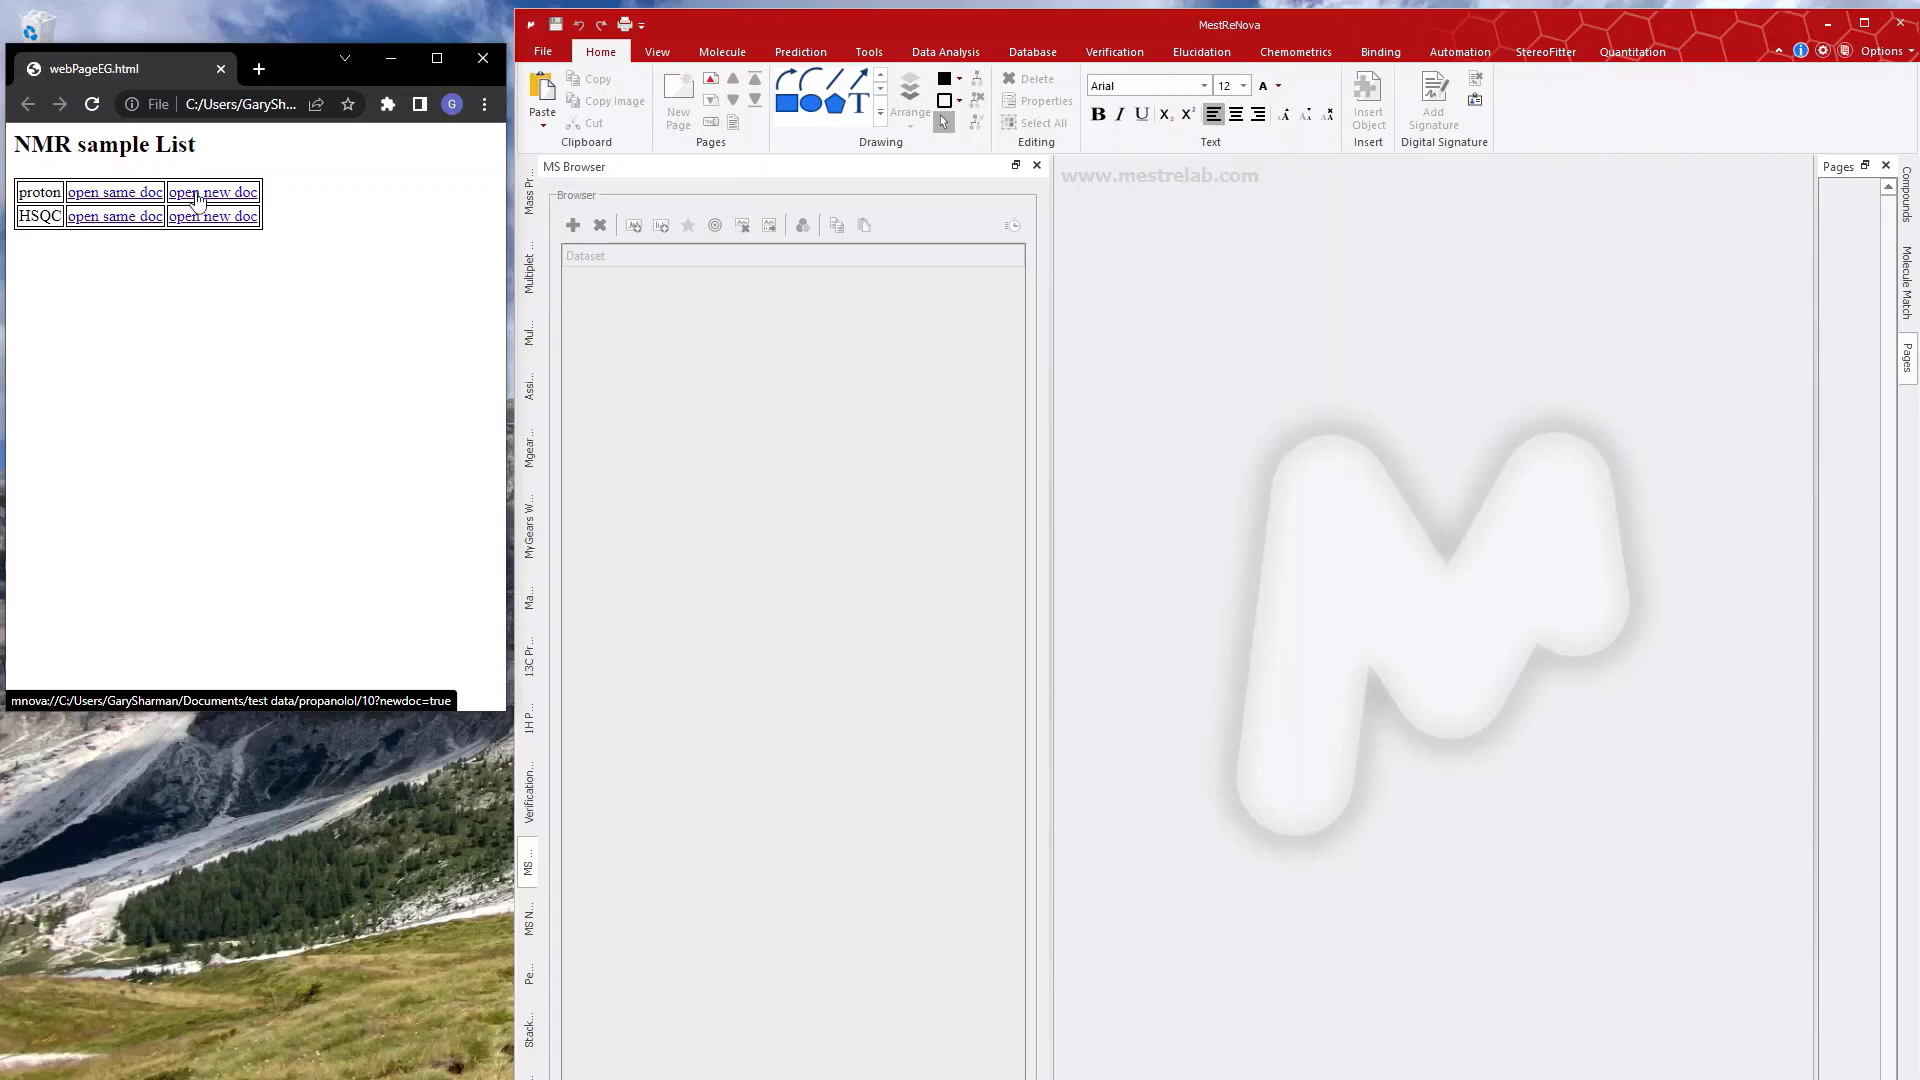 webPageEG.html
File C:/Users/GarySh...
NMR sample List
proton open same doc open new doc
HSQC open same doc open new doc
mnova://C:/Users/GarySharman/Documents/test data/propanolol/10?newdoc=true
MestReNova
File Home View Molecule Prediction Tools Data Analysis Database Verification Elucidation Chemometrics Binding Automation StereoFitter Quantitation Options
Paste
Copy
Copy Image
Cut
Clipboard
New Page
Pages
Arrange
Drawing
Delete
Properties
Select All
Editing
Arial 12 A
B I U X₂ X²
Text
Insert Object
Insert
Add Signature
Digital Signature
MS Browser
Browser
Dataset
www.mestrelab.com
Pages
Mass Pr...
Multiplet ...
Mul...
Assi...
Mgear...
MyGears W...
Ma...
13C Pr...
1H P...
Verification...
MS ...
MS N...
Pe...
Stack...
Compounds
Molecule Match
Pages
G
T